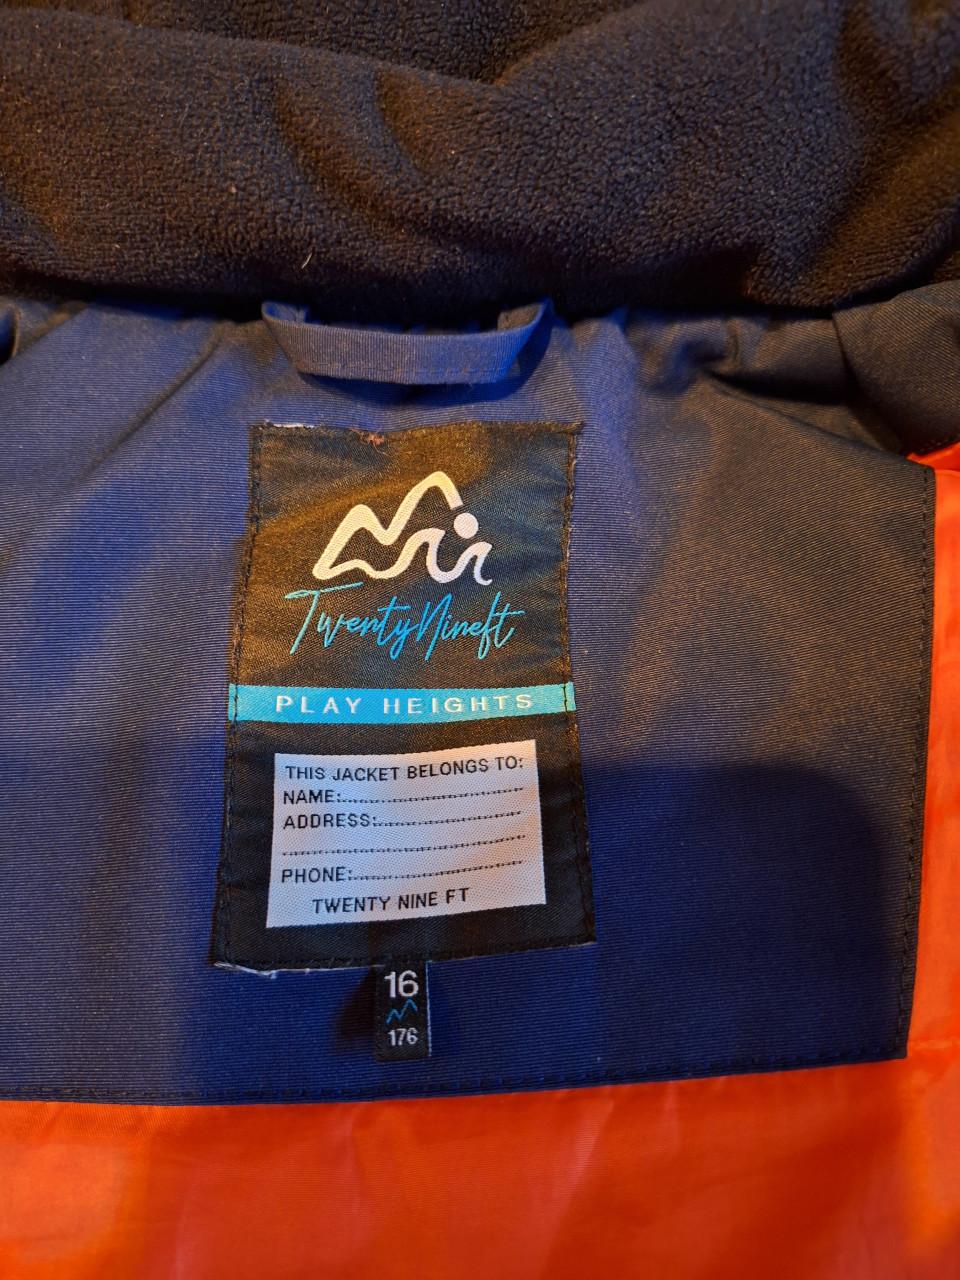 TwentyNineft
PLAY HEIGHTS
THIS JACKET BELONGS TO:
NAME:
ADDRESS:
PHONE:
TWENTY NINE FT
16
176